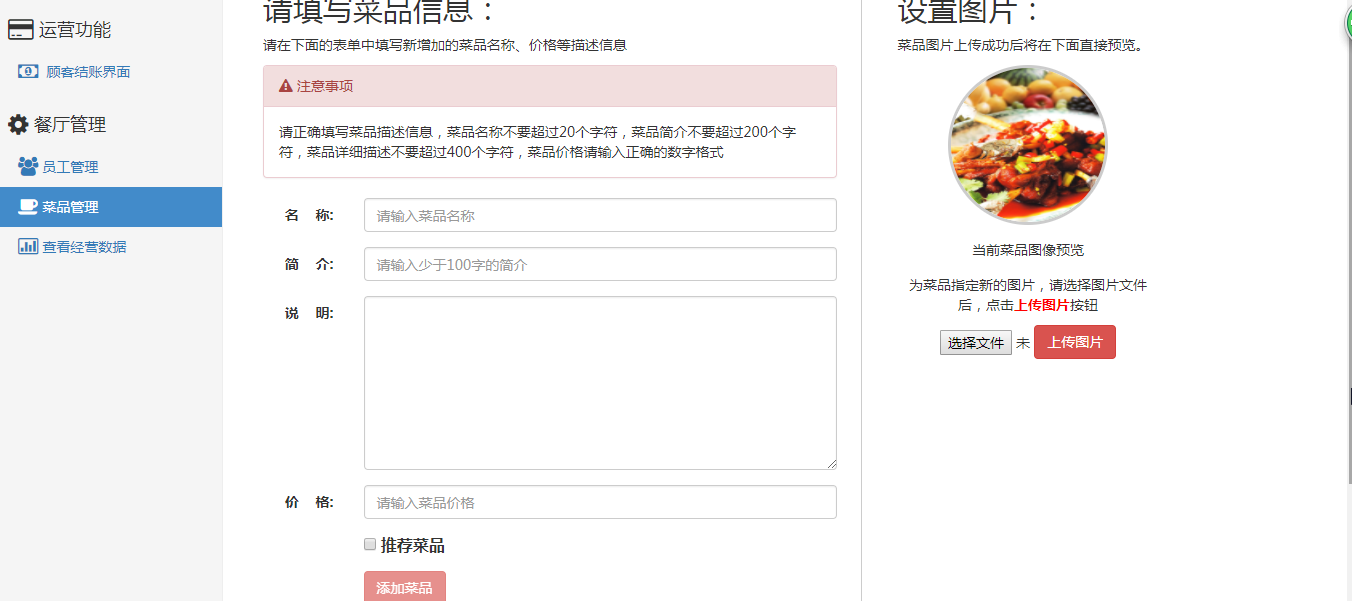 运营功能
顾客结账界面
餐厅管理
员工管理
菜品管理
查看经营数据
请填写菜品信息：
请在下面的表单中填写新增加的菜品名称、价格等描述信息
注意事项
请正确填写菜品描述信息，菜品名称不要超过20个字符，菜品简介不要超过200个字
符，菜品详细描述不要超过400个字符，菜品价格请输入正确的数字格式
名 称:
请输入菜品名称
简 介:
请输入少于100字的简介
说 明:
价 格:
请输入菜品价格
推荐菜品
添加菜品
设置图片：
菜品图片上传成功后将在下面直接预览。
当前菜品图像预览
为菜品指定新的图片，请选择图片文件
后，点击上传图片按钮
选择文件 未 上传图片